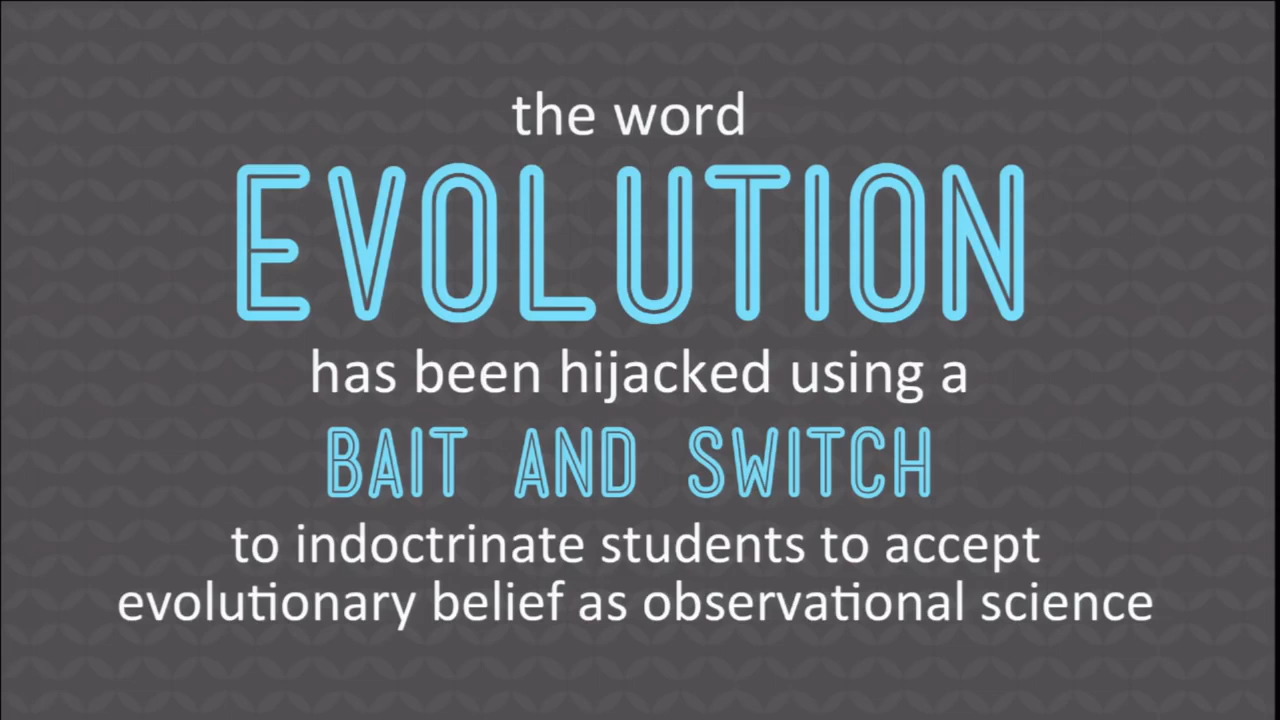 the word
EVOLUTION
has been hijacked using a
BAIT AND SWITCH
to indoctrinate students to accept
evolutionary belief as observational science